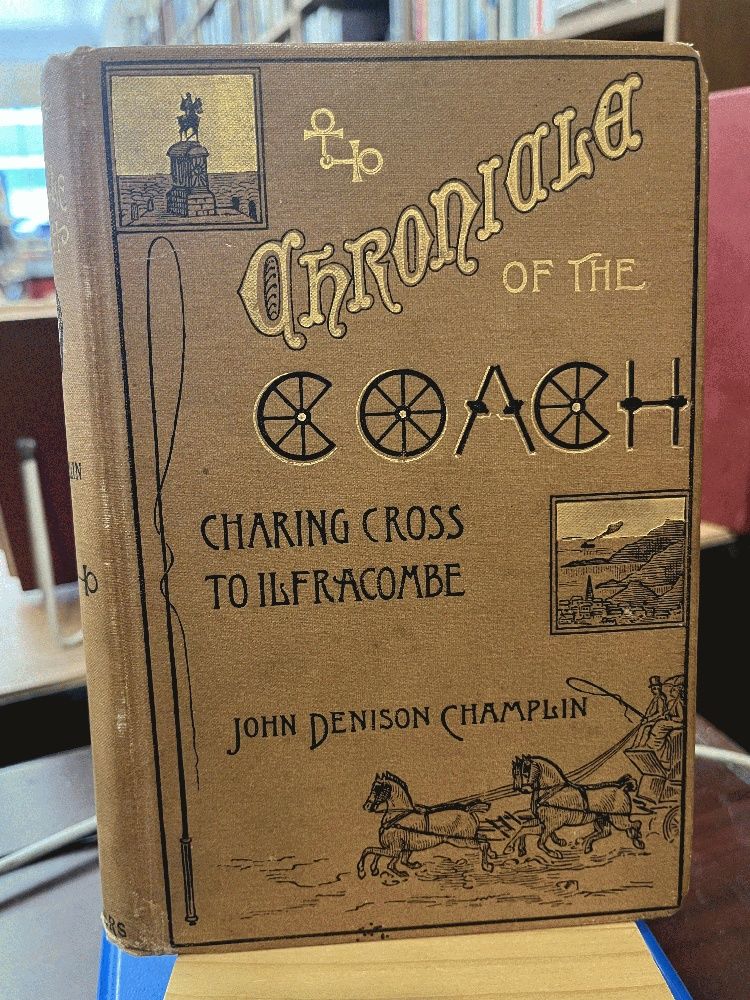 Chronicle
OF THE
COACH
CHARING CROSS
TO ILFRACOMBE
JOHN DENISON CHAMPLIN